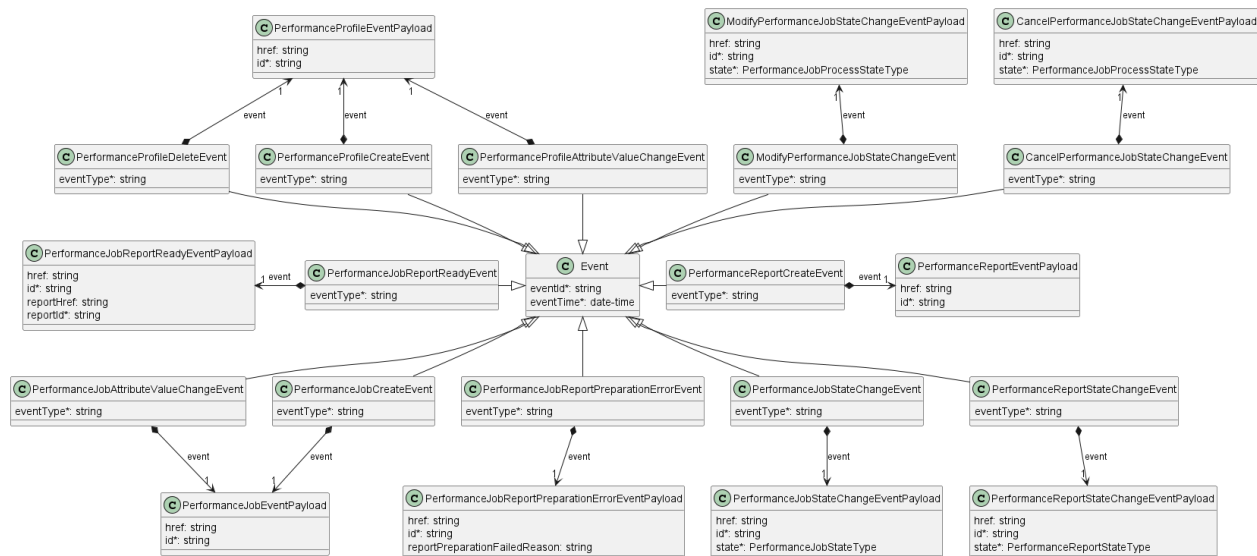 C PerformanceProfileEventPayload
href: string
id*: string
C ModifyPerformanceJobStateChangeEventPayload
href: string
id*: string
state*: PerformanceJobProcessStateType
C CancelPerformanceJobStateChangeEventPayload
href: string
id*: string
state*: PerformanceJobProcessStateType
1
1
1
1
1
event
event
event
event
event
C PerformanceProfileDeleteEvent
eventType*: string
C PerformanceProfileCreateEvent
eventType*: string
C PerformanceProfileAttributeValueChangeEvent
eventType*: string
C ModifyPerformanceJobStateChangeEvent
eventType*: string
C CancelPerformanceJobStateChangeEvent
eventType*: string
C PerformanceJobReportReadyEventPayload
href: string
id*: string
reportHref: string
reportId*: string
1 event
C PerformanceJobReportReadyEvent
eventType*: string
C Event
eventId*: string
eventTime*: date-time
C PerformanceReportCreateEvent
eventType*: string
event 1
C PerformanceReportEventPayload
href: string
id*: string
C PerformanceJobAttributeValueChangeEvent
eventType*: string
C PerformanceJobCreateEvent
eventType*: string
C PerformanceJobReportPreparationErrorEvent
eventType*: string
C PerformanceJobStateChangeEvent
eventType*: string
C PerformanceReportStateChangeEvent
eventType*: string
event
event
event
event
event
1
1
1
1
1
C PerformanceJobEventPayload
href: string
id*: string
C PerformanceJobReportPreparationErrorEventPayload
href: string
id*: string
reportPreparationFailedReason: string
C PerformanceJobStateChangeEventPayload
href: string
id*: string
state*: PerformanceJobStateType
C PerformanceReportStateChangeEventPayload
href: string
id*: string
state*: PerformanceReportStateType